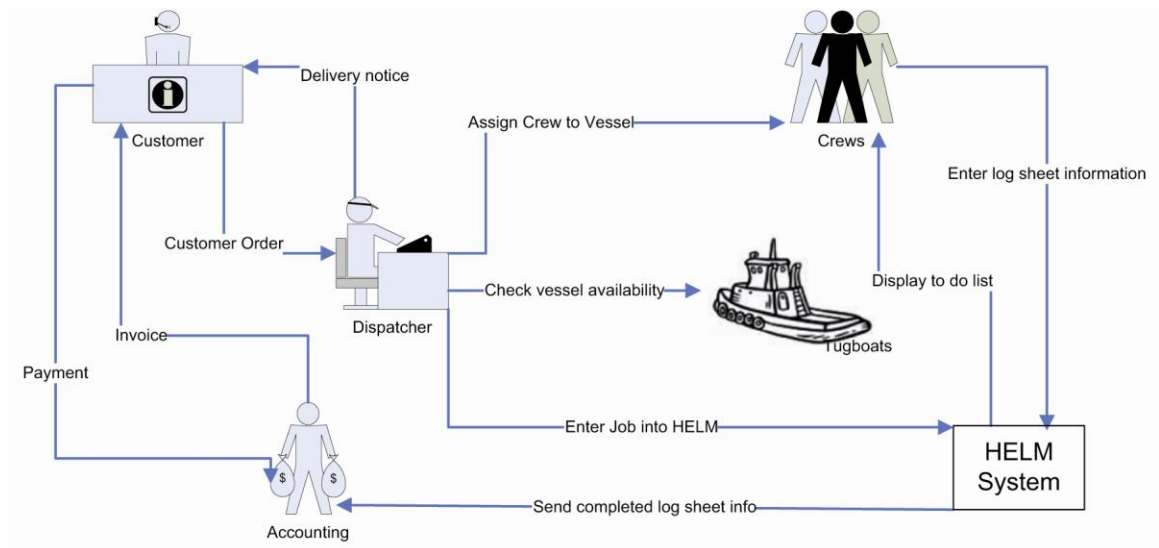 Delivery notice
Customer
Assign Crew to Vessel
Crews
Enter log sheet information
Customer Order
Dispatcher
Check vessel availability
Tugboats
Display to do list
Invoice
Payment
Enter Job into HELM
HELM
System
$ $
Send completed log sheet info
Accounting